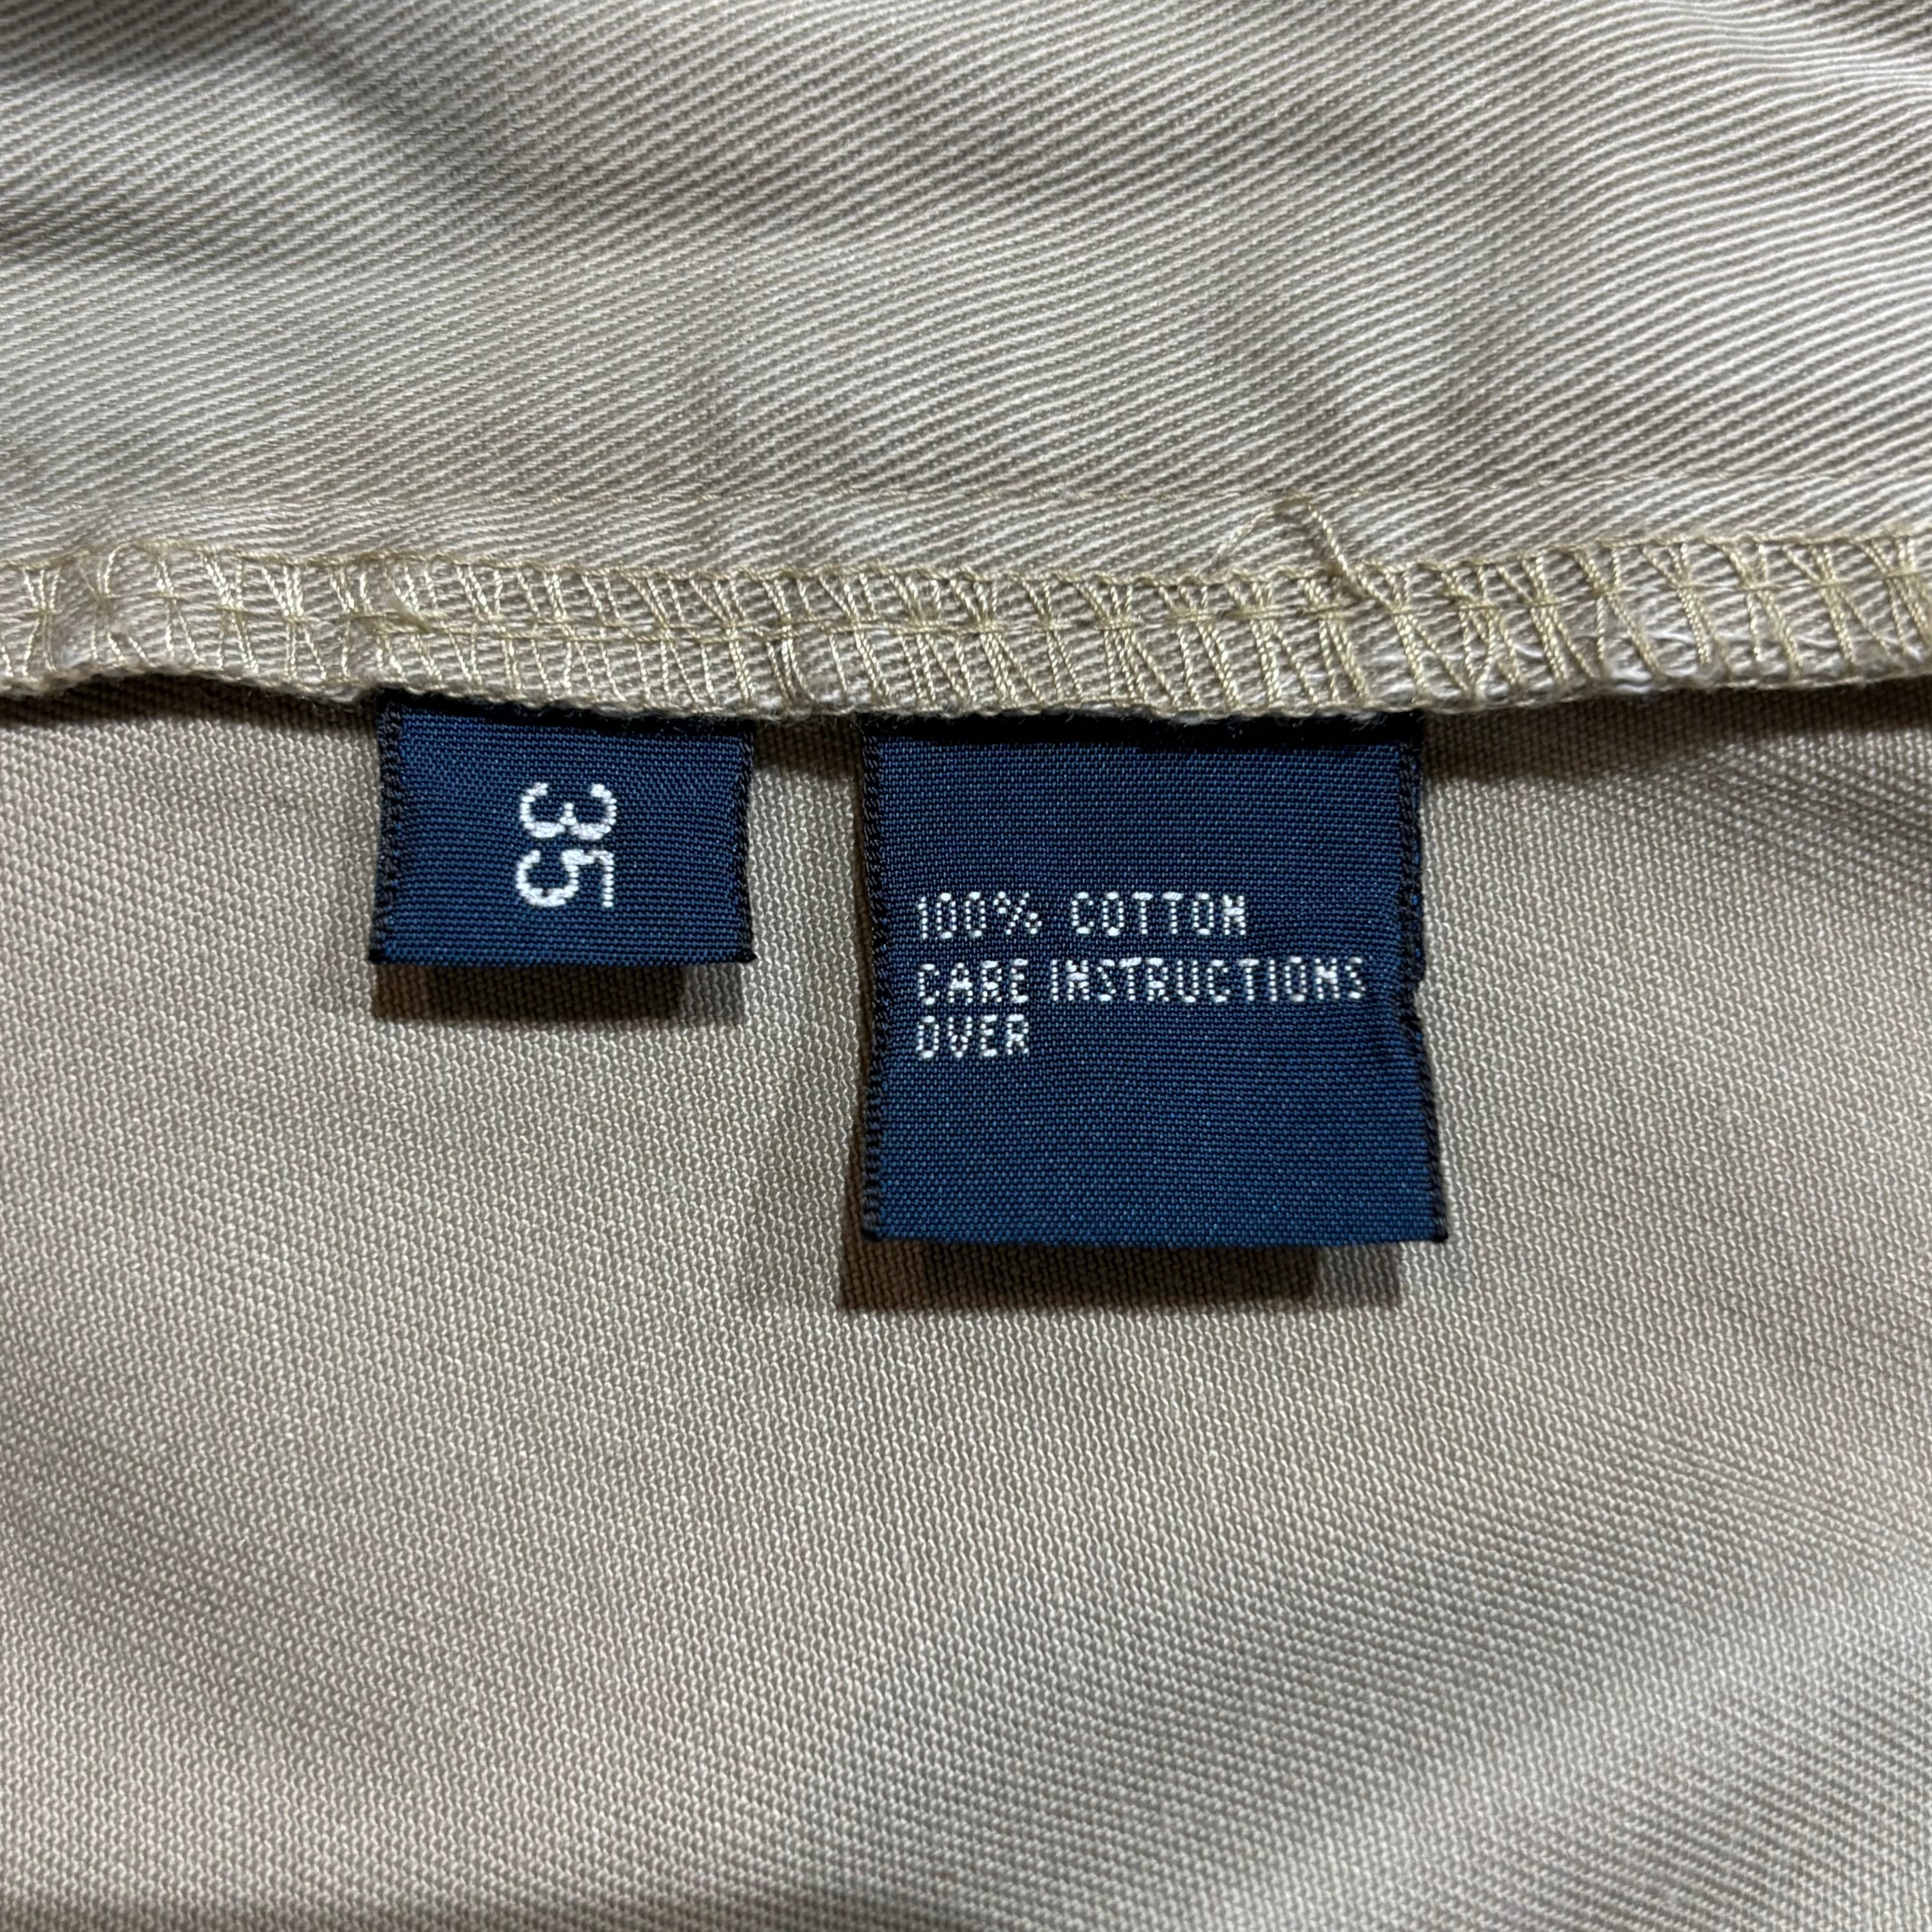 35
100% COTTON
CARE INSTRUCTIONS
OVER